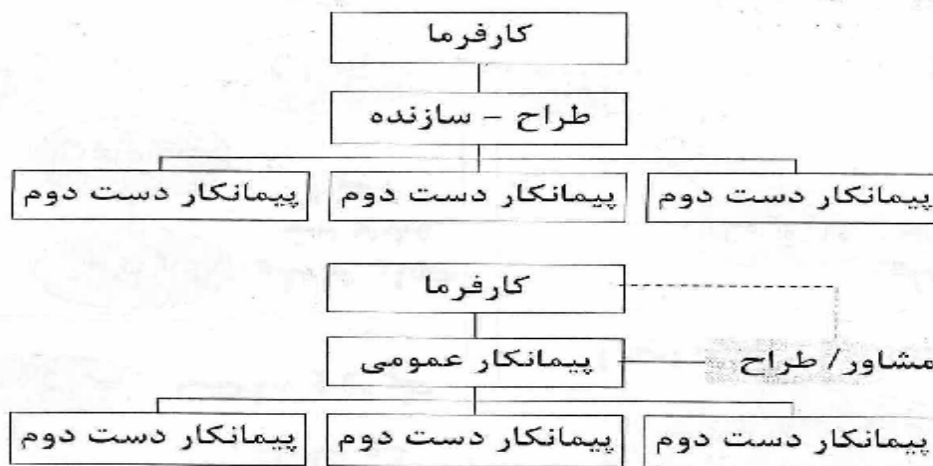 کارفرما
طراح – سازنده
پیمانکار دست دوم
پیمانکار دست دوم
پیمانکار دست دوم
کارفرما
مشاور/ طراح
پیمانکار عمومی
پیمانکار دست دوم
پیمانکار دست دوم
پیمانکار دست دوم